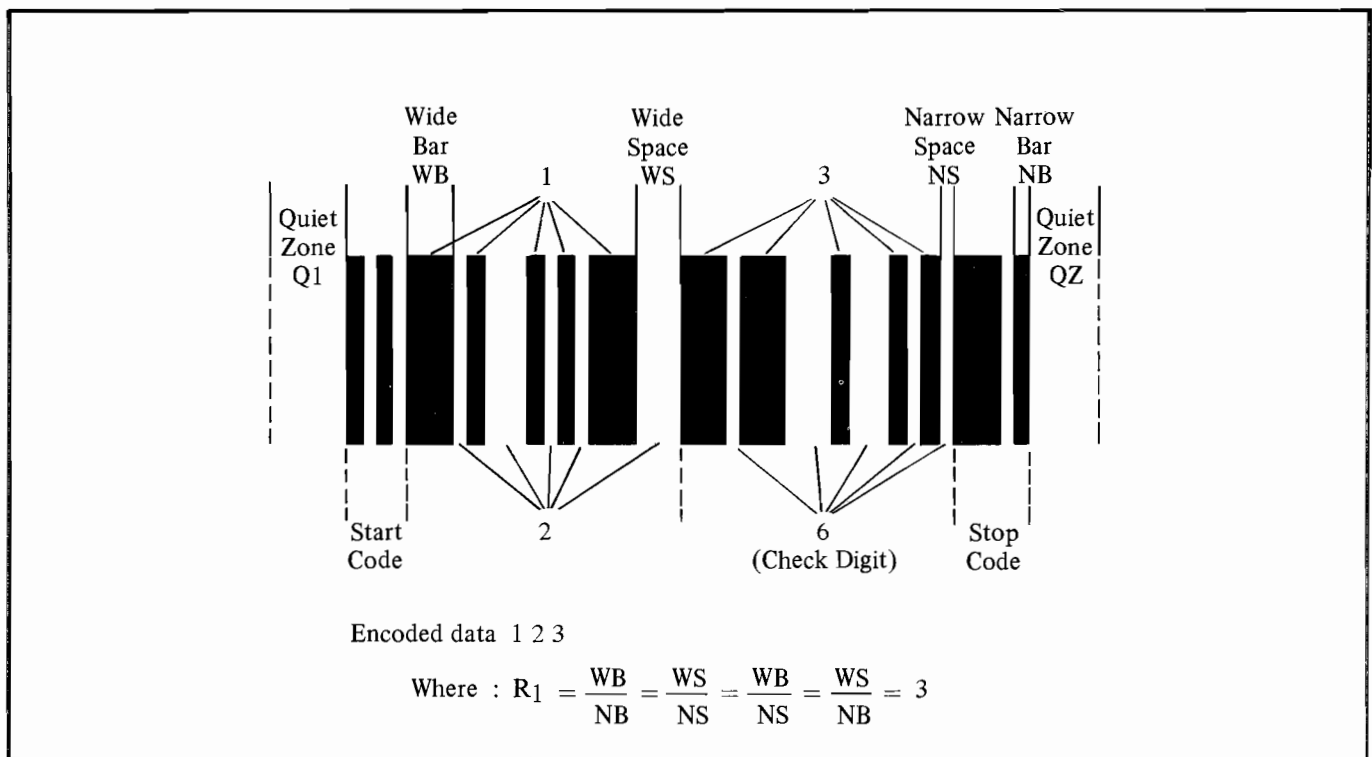 Wide
Bar
WB
1
Wide
Space
WS
3
Narrow
Space
NS
Narrow
Bar
NB
Quiet
Zone
Q1
Quiet
Zone
QZ
Start
Code
2
6
(Check Digit)
Stop
Code
Encoded data 1 2 3
Where : R1 = WB/NB = WS/NS = WB/NS = WS/NB = 3